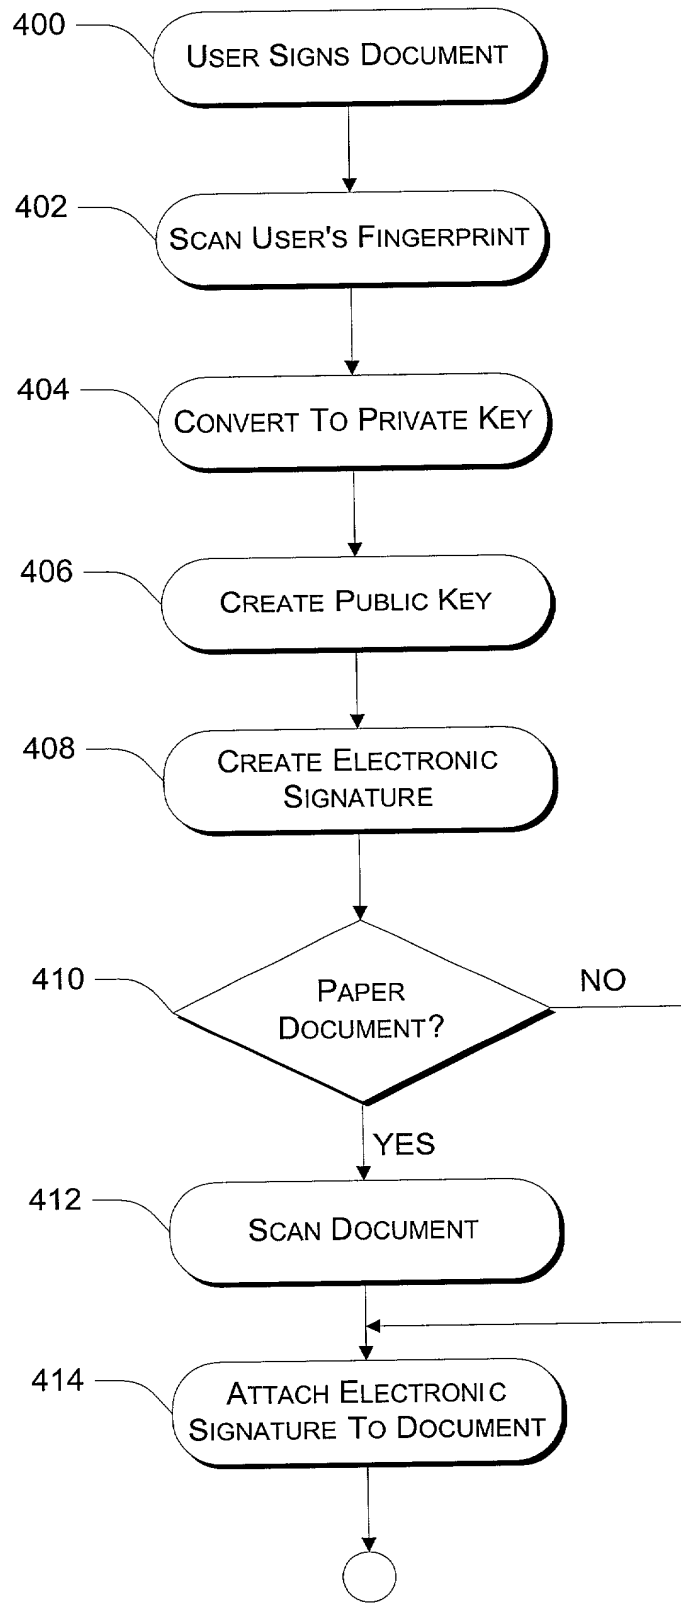 400
USER SIGNS DOCUMENT
402
SCAN USER'S FINGERPRINT
404
CONVERT TO PRIVATE KEY
406
CREATE PUBLIC KEY
408
CREATE ELECTRONIC
SIGNATURE
410
PAPER
DOCUMENT?
NO
YES
412
SCAN DOCUMENT
414
ATTACH ELECTRONIC
SIGNATURE TO DOCUMENT